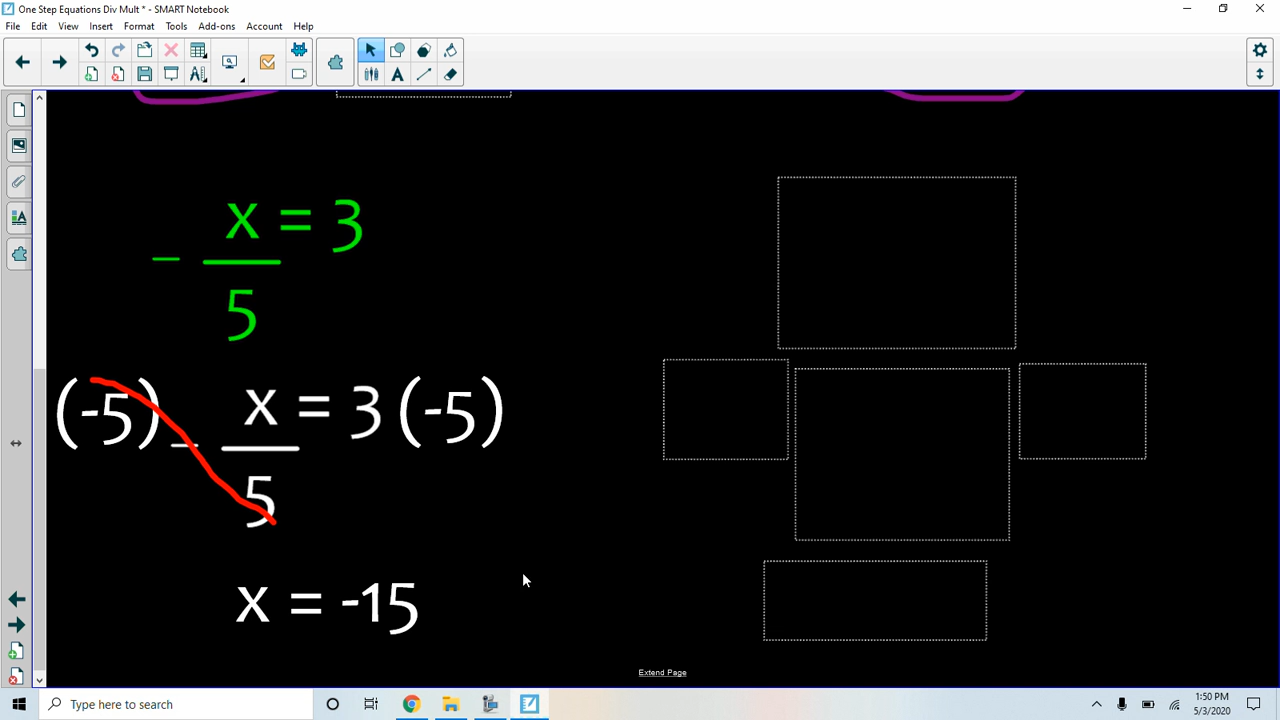 One Step Equations Div Mult * - SMART Notebook
File Edit View Insert Format Tools Add-ons Account Help
x = 3
–
5
(-5) – x = 3 (-5)
5
x = -15
Extend Page
Type here to search
1:50 PM
5/3/2020